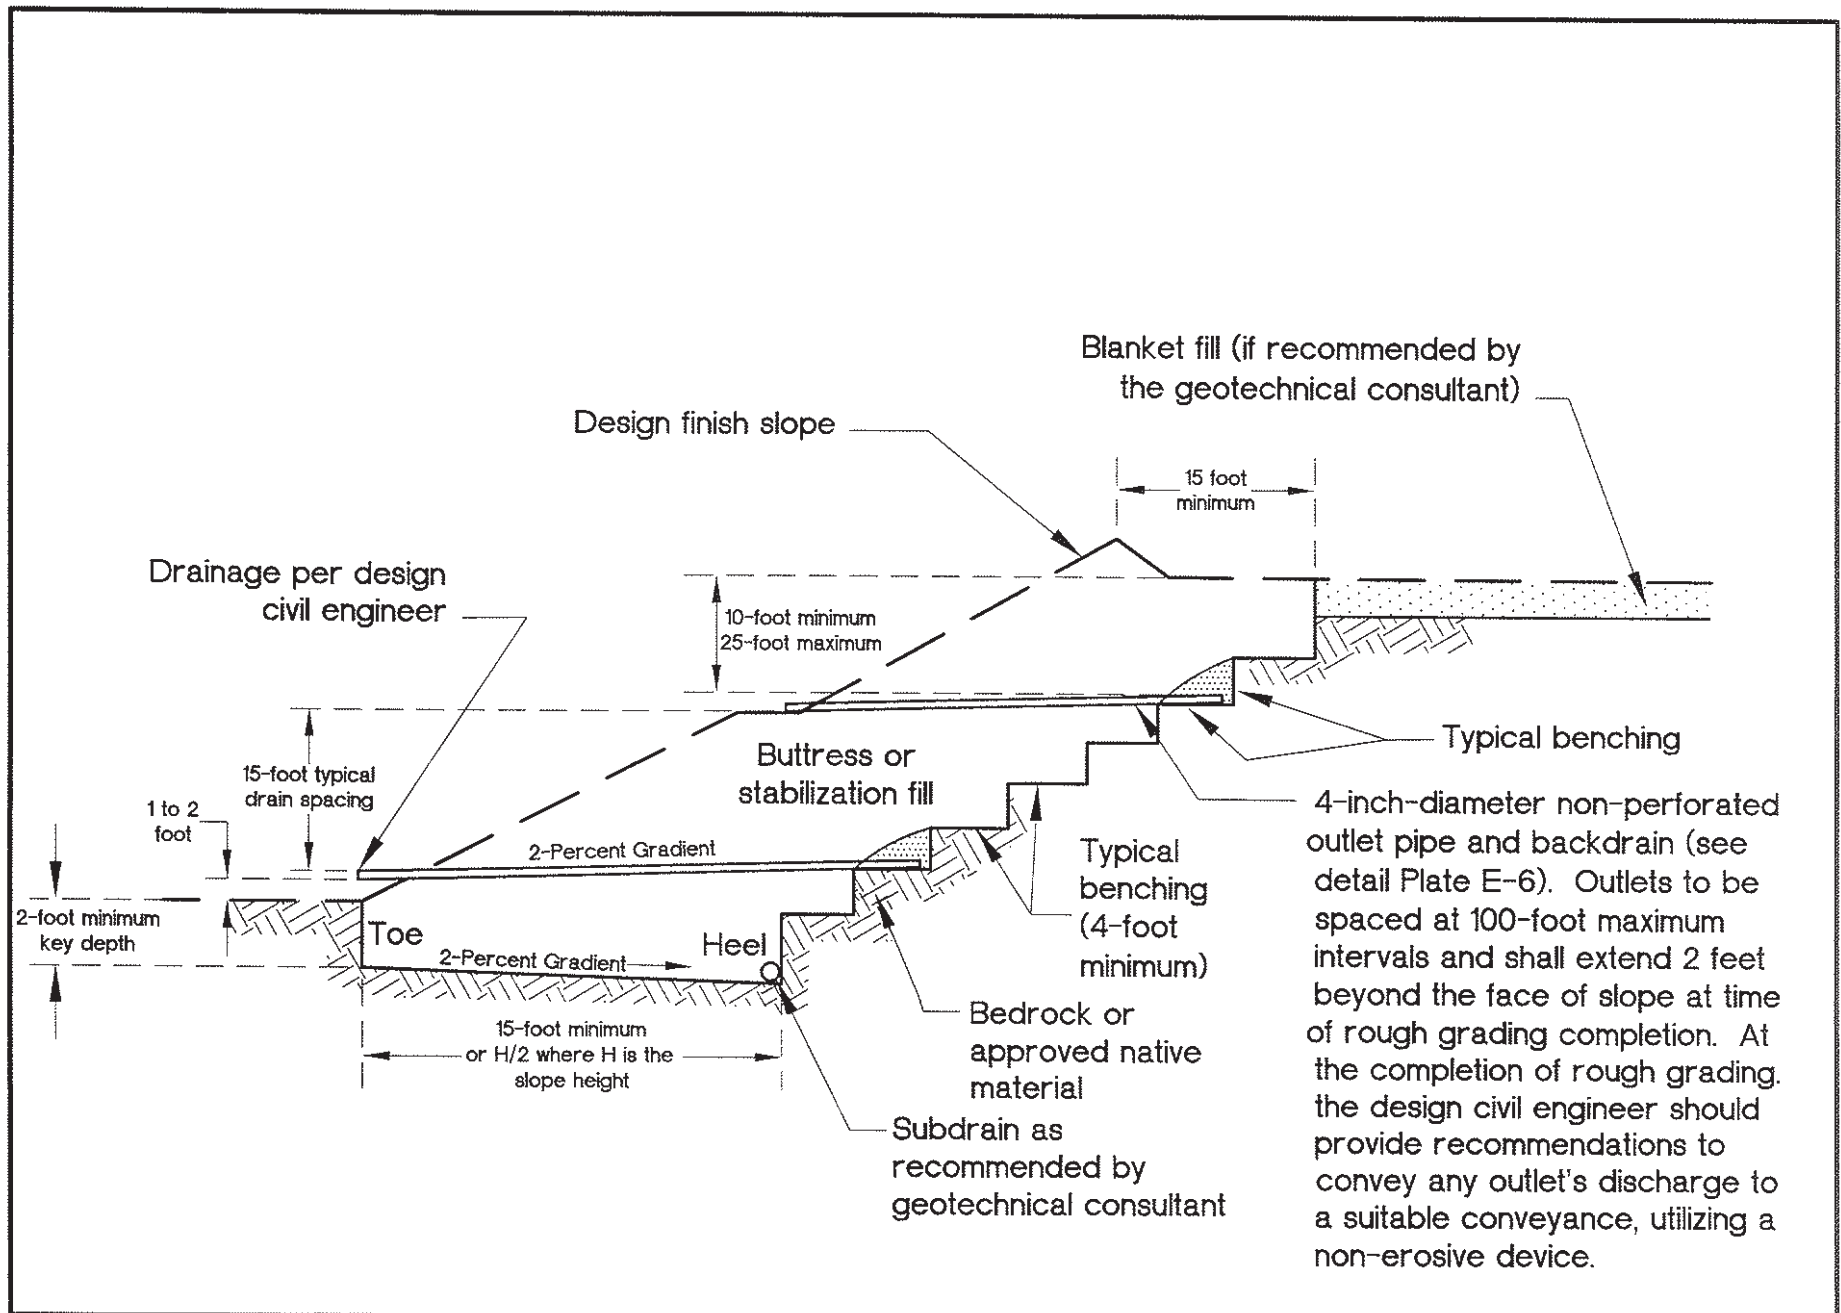 Blanket fill (if recommended by
the geotechnical consultant)
Design finish slope
15 foot
minimum
Drainage per design
civil engineer
10-foot minimum
25-foot maximum
Typical benching
Buttress or
stabilization fill
15-foot typical
drain spacing
1 to 2
foot
2-Percent Gradient
4-inch-diameter non-perforated
outlet pipe and backdrain (see
detail Plate E-6). Outlets to be
spaced at 100-foot maximum
intervals and shall extend 2 feet
beyond the face of slope at time
of rough grading completion. At
the completion of rough grading.
the design civil engineer should
provide recommendations to
convey any outlet's discharge to
a suitable conveyance, utilizing a
non-erosive device.
Typical
benching
(4-foot
minimum)
2-foot minimum
key depth
Toe
Heel
2-Percent Gradient
15-foot minimum
or H/2 where H is the
slope height
Bedrock or
approved native
material
Subdrain as
recommended by
geotechnical consultant